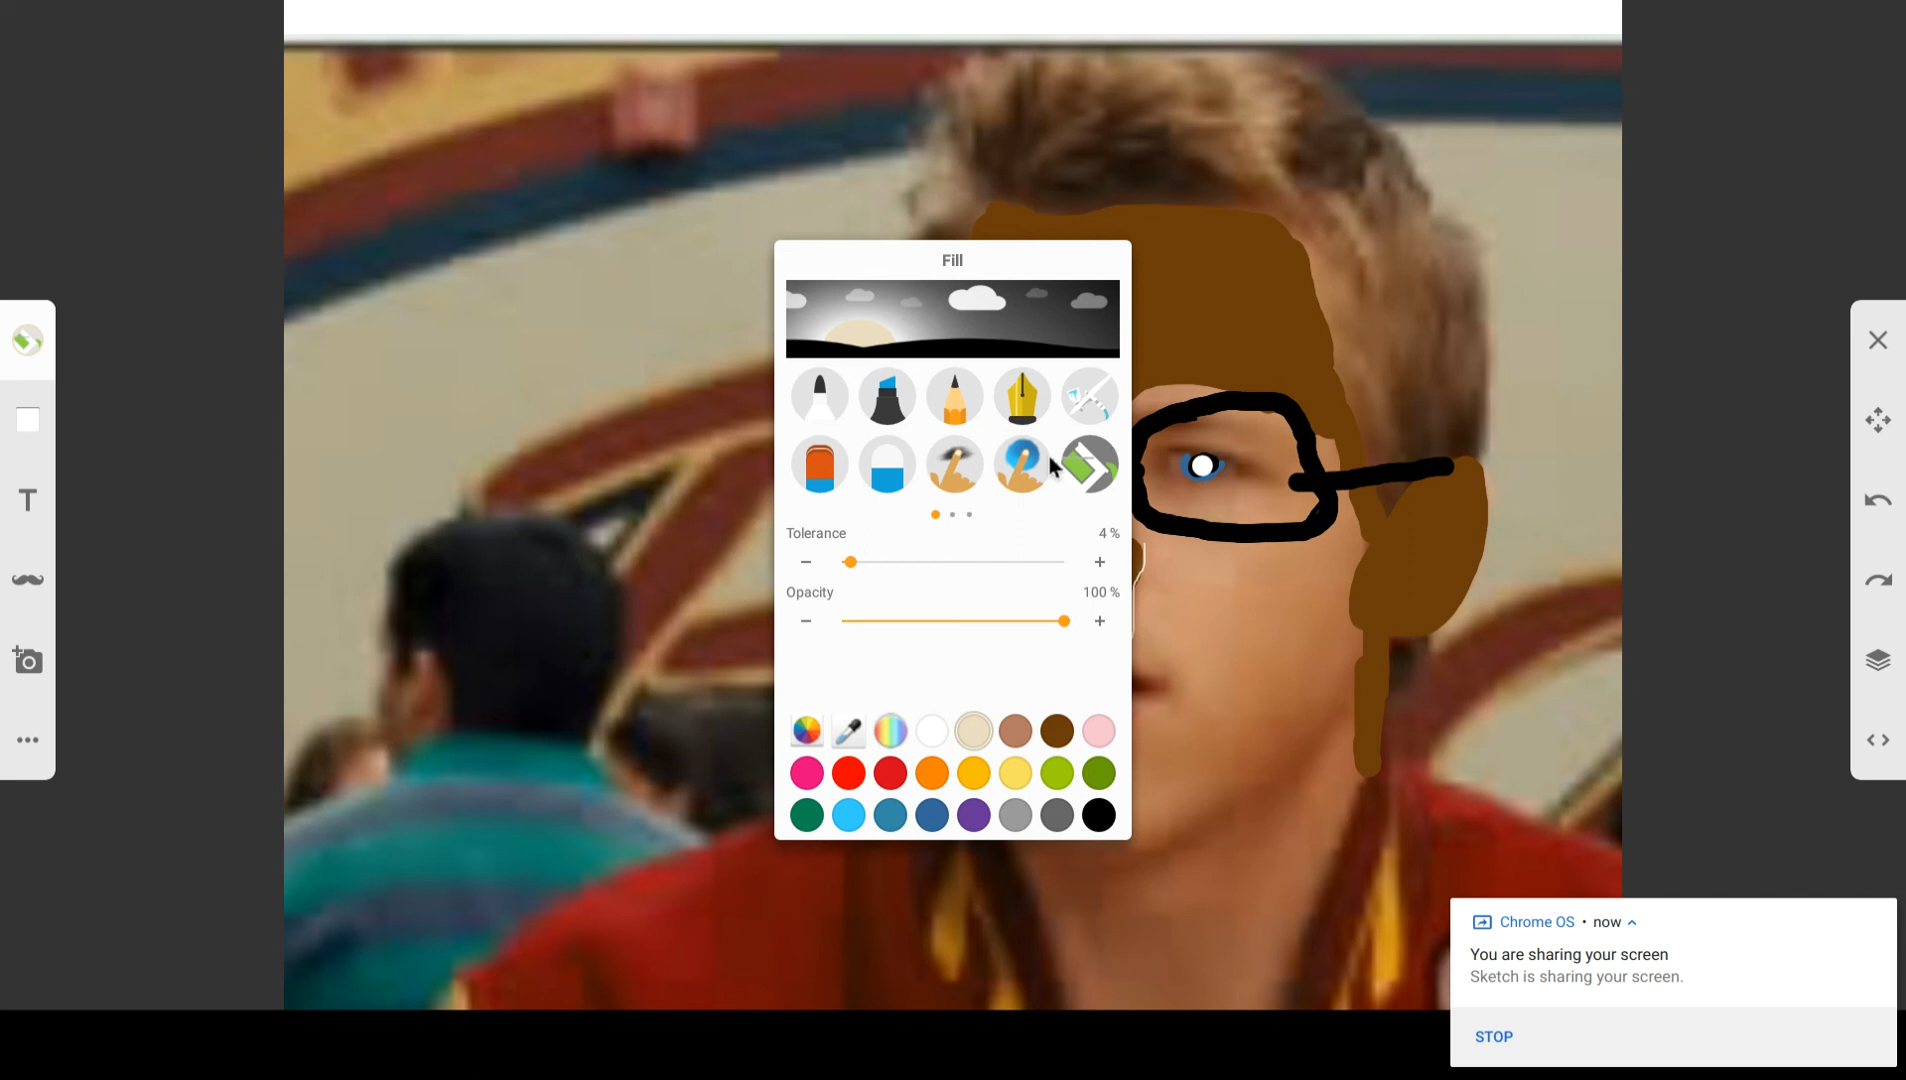 Fill
Tolerance 4 %
Opacity 100 %
T
Chrome OS • now
You are sharing your screen
Sketch is sharing your screen.
STOP